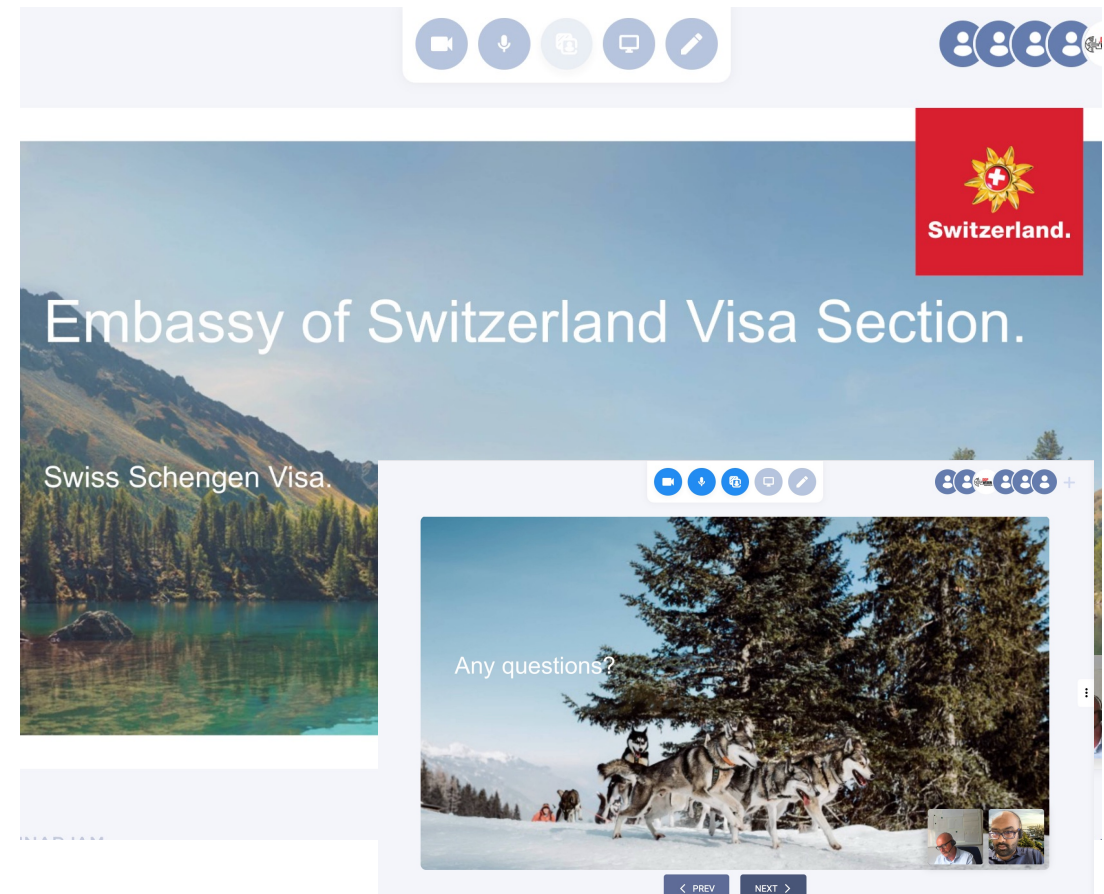 Switzerland.
Embassy of Switzerland Visa Section.
Swiss Schengen Visa.
Any questions?
< PREV
NEXT >